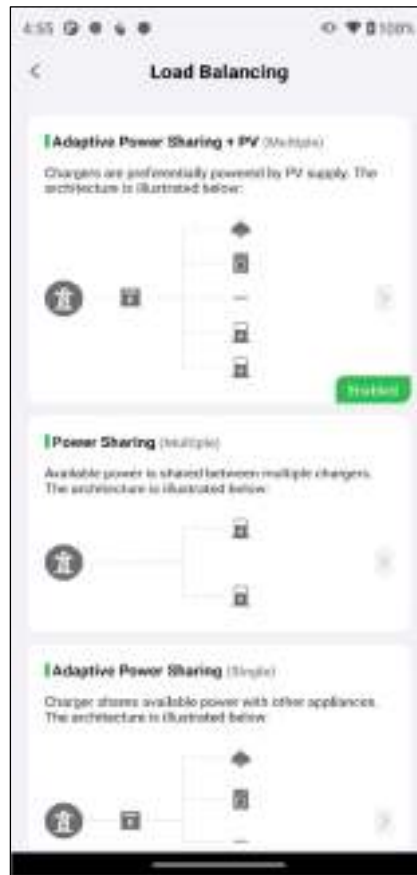 4:55
100%
Load Balancing
Adaptive Power Sharing + PV (Multiple)
Chargers are preferentially powered by PV supply. The
architecture is illustrated below:
Enabled
Power Sharing (Multiple)
Available power is shared between multiple chargers.
The architecture is illustrated below:
Adaptive Power Sharing (Single)
Charger shares available power with other appliances.
The architecture is illustrated below: